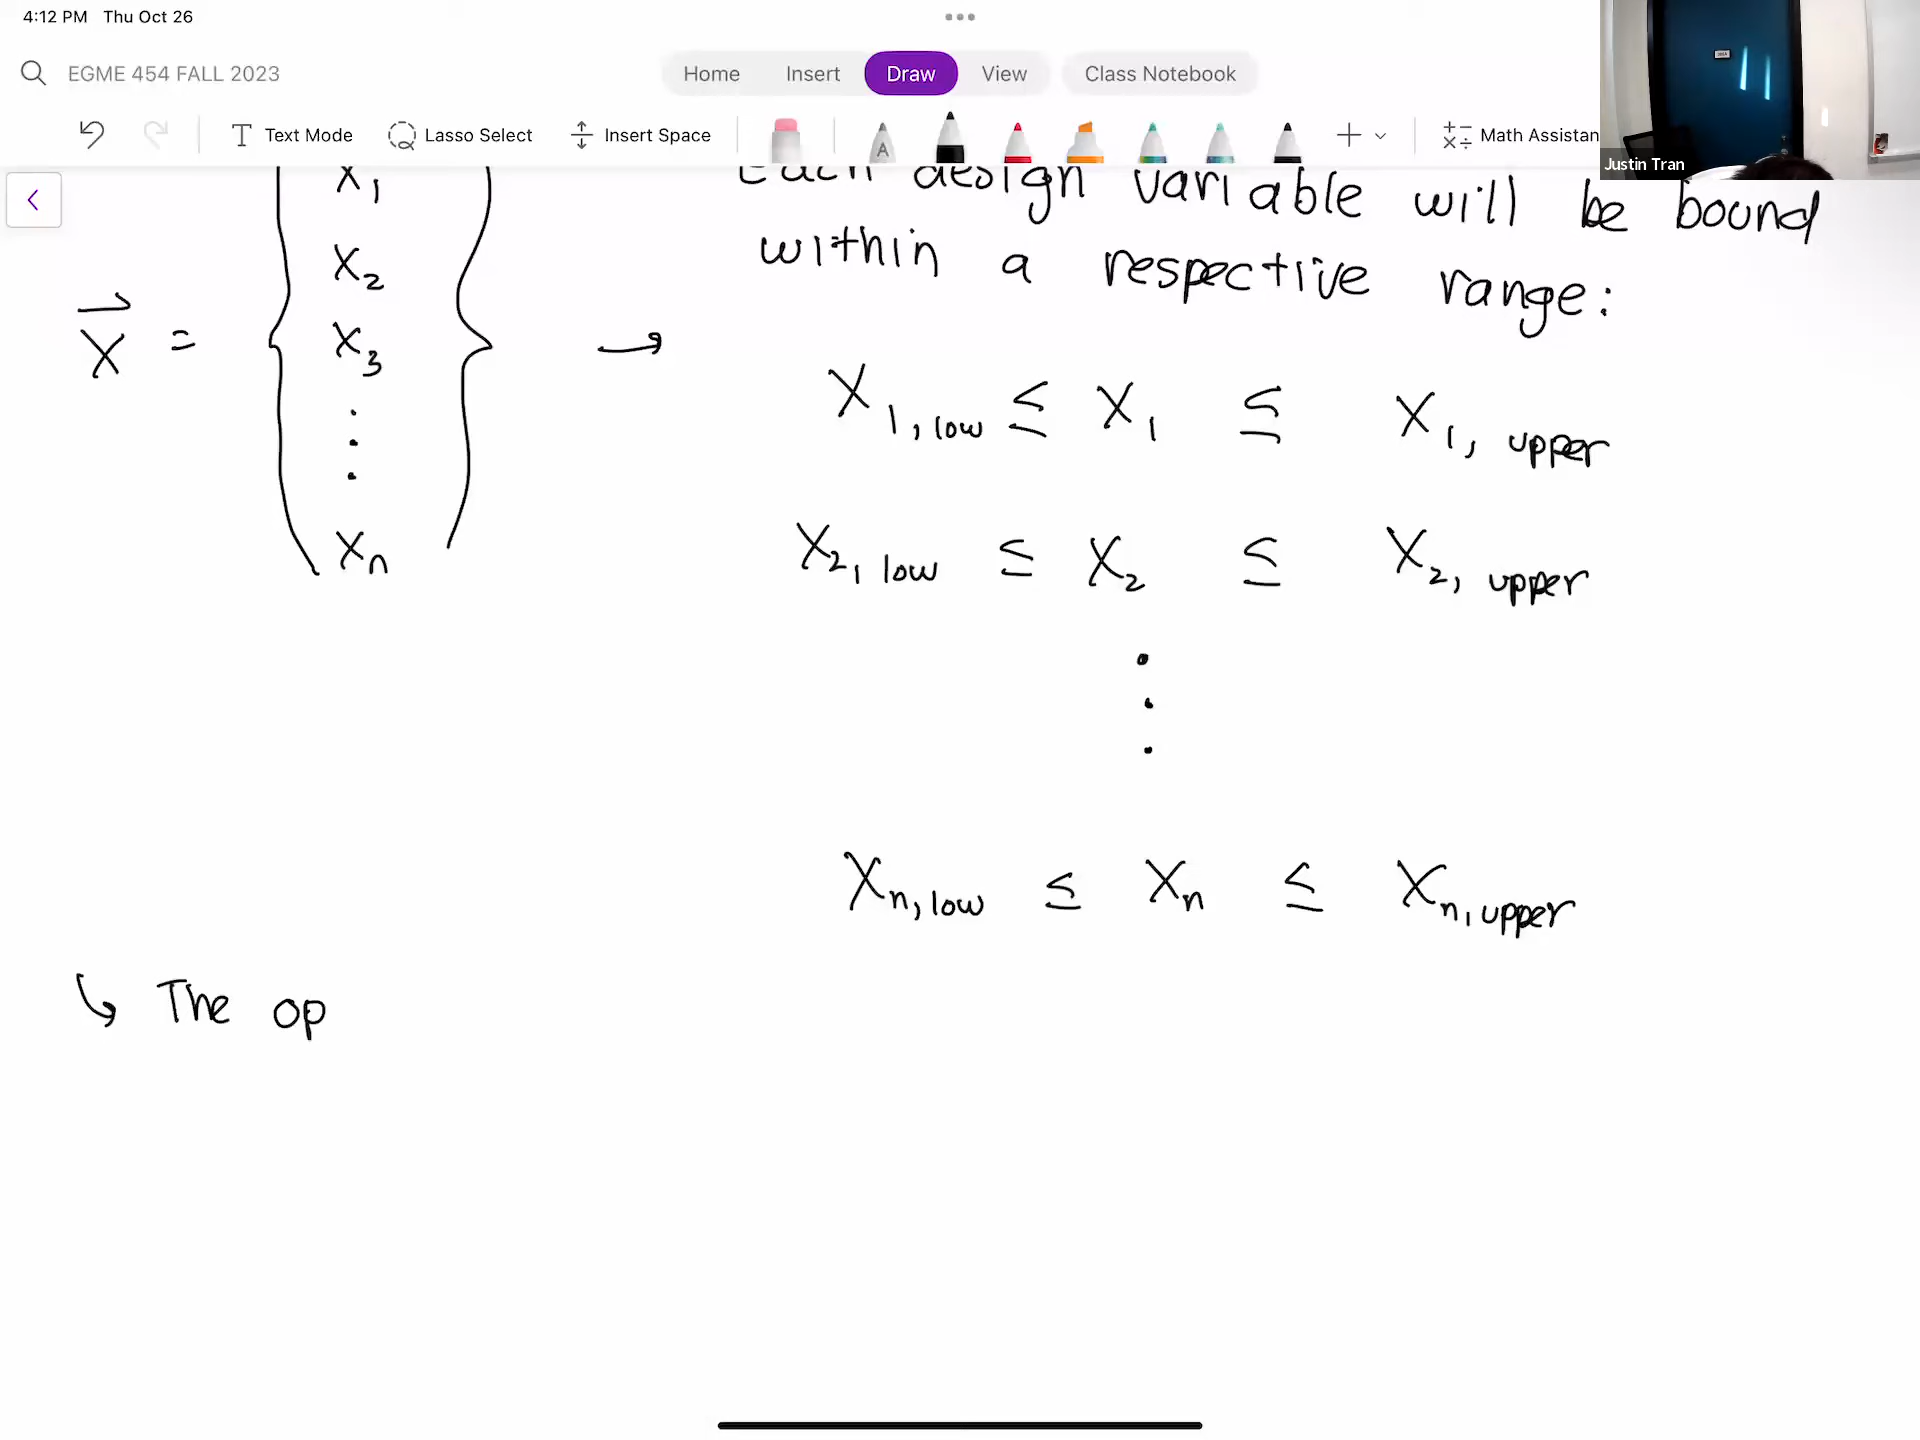 4:12 PM Thu Oct 26
EGME 454 FALL 2023
Home Insert Draw View Class Notebook
Text Mode Lasso Select Insert Space A Math Assistan
Justin Tran
Each design variable will be bound
within a respective range:
X⃗ = { x₁
x₂
x₃
⋮
xₙ } →
X₁, low ≤ X₁ ≤ X₁, upper
X₂, low ≤ X₂ ≤ X₂, upper
⋮
Xn, low ≤ Xn ≤ Xn, upper
↳ The op